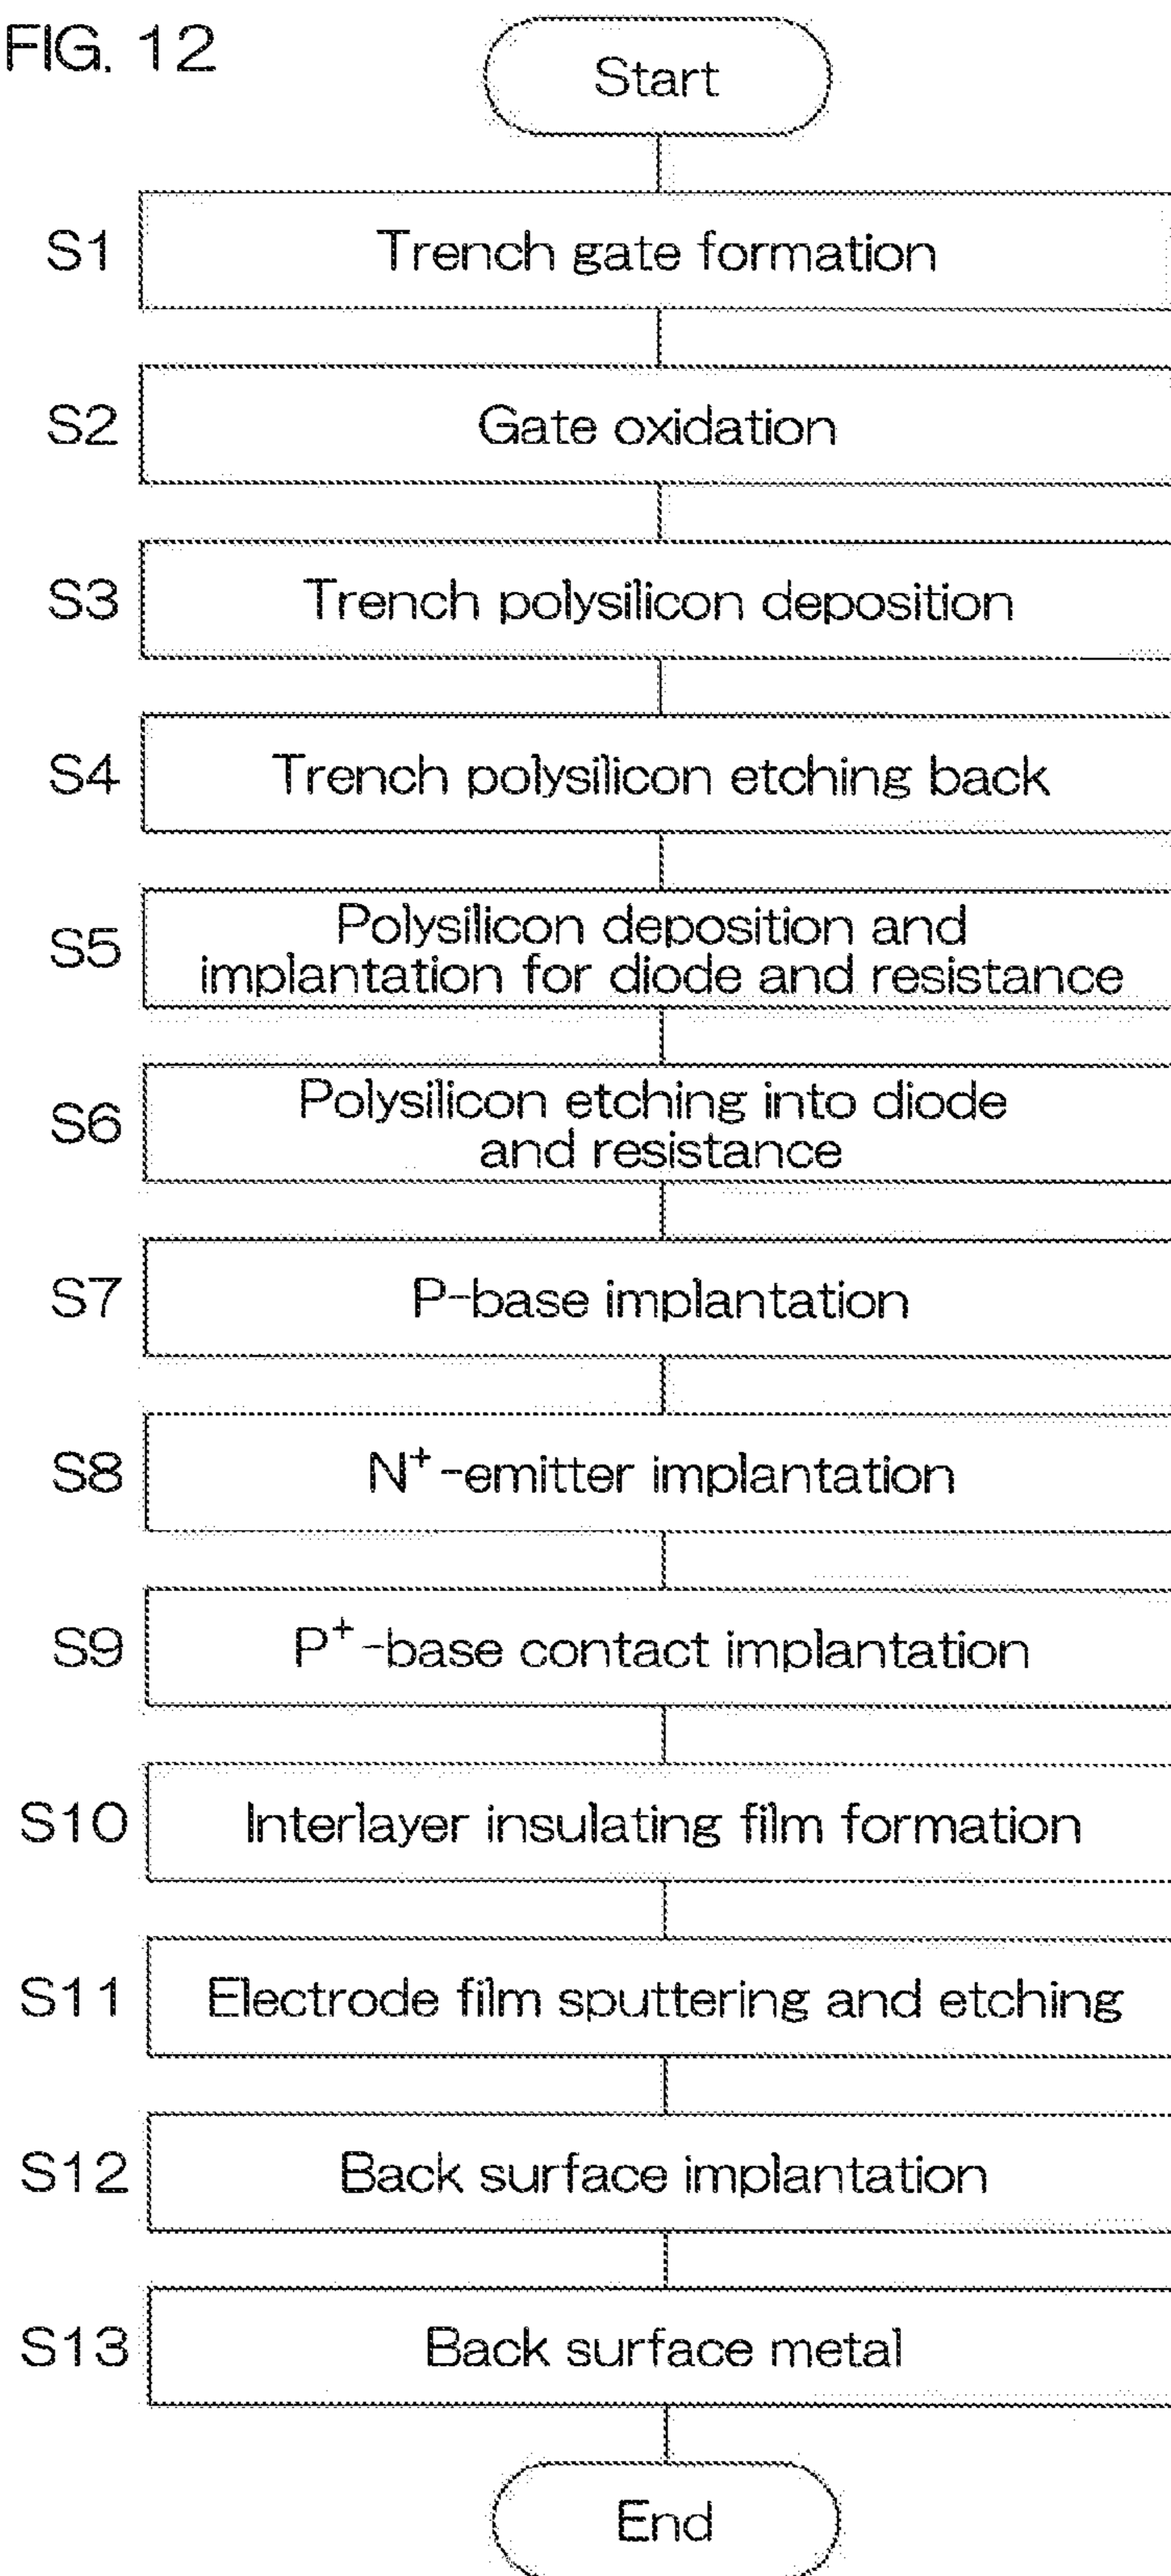 FIG. 12
Start
S1 Trench gate formation
S2 Gate oxidation
S3 Trench polysilicon deposition
S4 Trench polysilicon etching back
S5 Polysilicon deposition and
implantation for diode and resistance
S6 Polysilicon etching into diode
and resistance
S7 P-base implantation
S8 N⁺-emitter implantation
S9 P⁺-base contact implantation
S10 Interlayer insulating film formation
S11 Electrode film sputtering and etching
S12 Back surface implantation
S13 Back surface metal
End